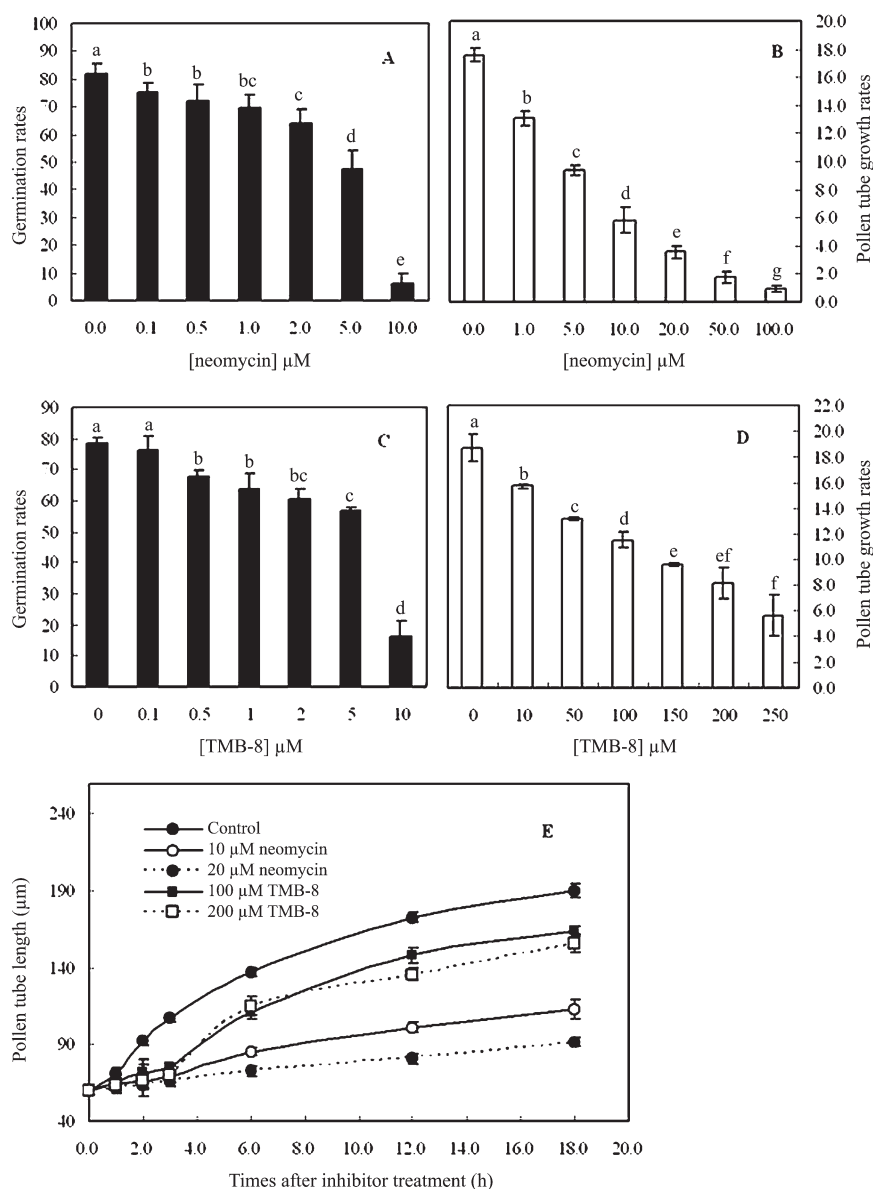 A
Germination rates
100
90
80
70
60
50
40
30
20
10
0
a
b
b
bc
c
d
e
0.0 0.1 0.5 1.0 2.0 5.0 10.0
[neomycin] µM
B
Pollen tube growth rates
20.0
18.0
16.0
14.0
12.0
10.0
8.0
6.0
4.0
2.0
0.0
a
b
c
d
e
f
g
0.0 1.0 5.0 10.0 20.0 50.0 100.0
[neomycin] µM
C
Germination rates
90
80
70
60
50
40
30
20
10
0
a
a
b
b
bc
c
d
0 0.1 0.5 1 2 5 10
[TMB-8] µM
D
Pollen tube growth rates
22.0
20.0
18.0
16.0
14.0
12.0
10.0
8.0
6.0
4.0
2.0
0.0
a
b
c
d
e
ef
f
0 10 50 100 150 200 250
[TMB-8] µM
E
Control
10 µM neomycin
20 µM neomycin
100 µM TMB-8
200 µM TMB-8
Pollen tube length (µm)
240
190
140
90
40
0.0 2.0 4.0 6.0 8.0 10.0 12.0 14.0 16.0 18.0 20.0
Times after inhibitor treatment (h)